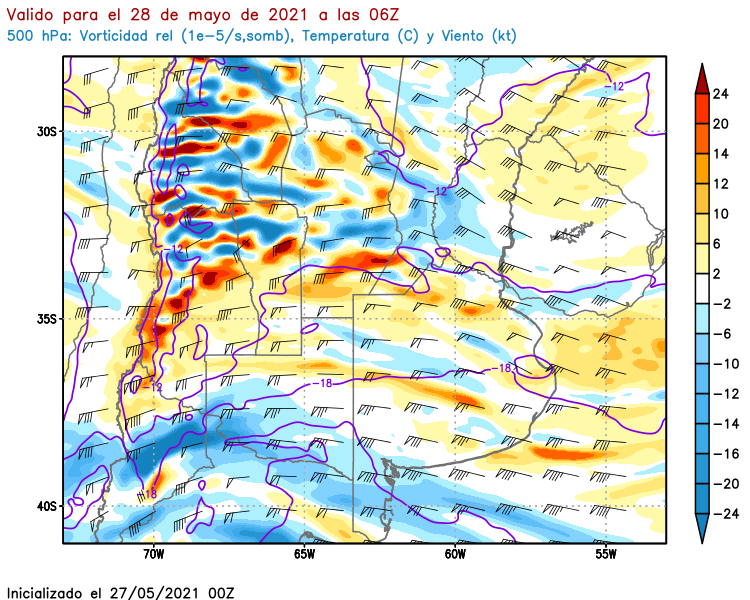 Valido para el 28 de mayo de 2021 a las 06Z
500 hPa: Vorticidad rel (1e-5/s,somb), Temperatura (C) y Viento (kt)
-12
24
30S
20
14
-12
12
10
6
-12
2
35S
-2
-6
-18
-18
-10
-12
-12
-14
-16
-18
-20
40S
-24
70W
65W
60W
55W
Inicializado el 27/05/2021 00Z